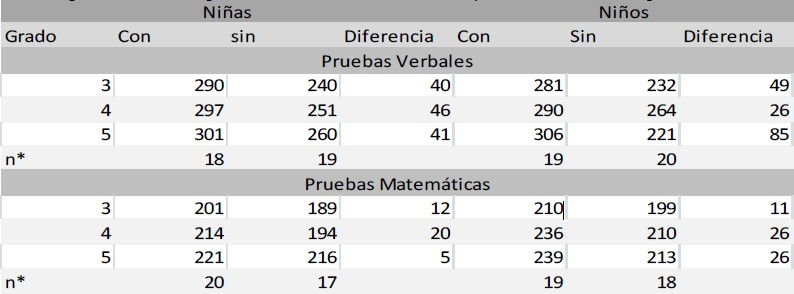 Niñas Niños
Grado Con sin Diferencia Con Sin Diferencia
Pruebas Verbales
3 290 240 40 281 232 49
4 297 251 46 290 264 26
5 301 260 41 306 221 85
n* 18 19 19 20
Pruebas Matemáticas
3 201 189 12 210 199 11
4 214 194 20 236 210 26
5 221 216 5 239 213 26
n* 20 17 19 18